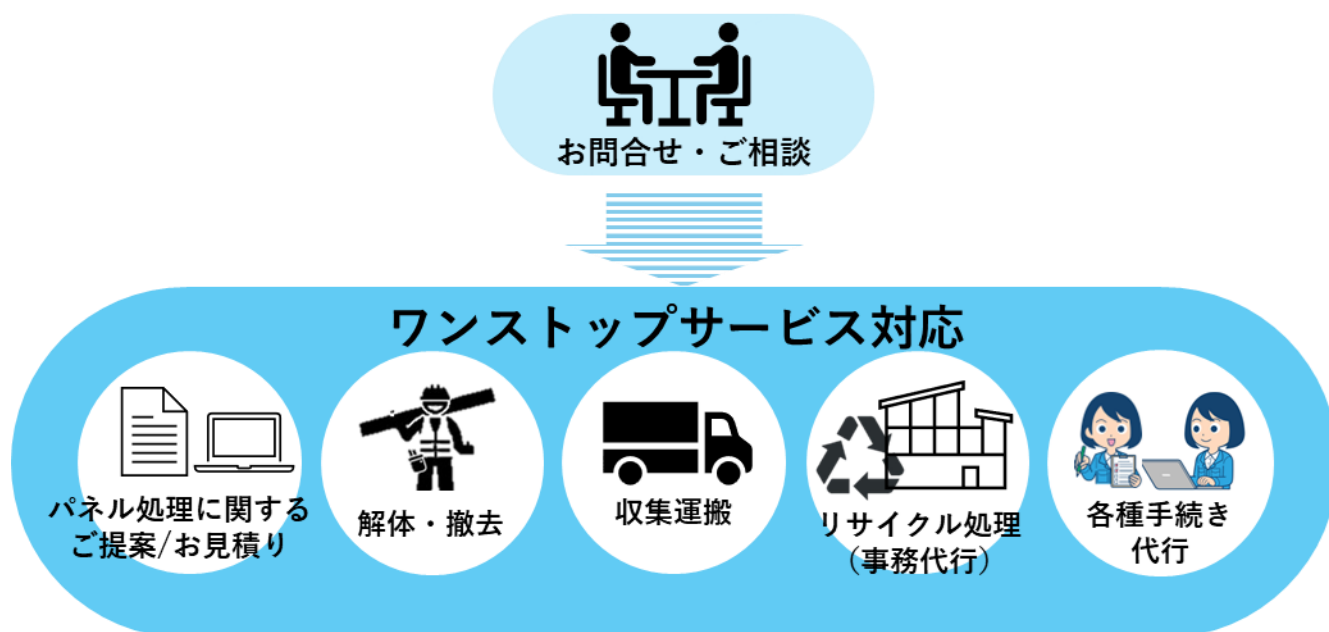 お問合せ・ご相談
ワンストップサービス対応
パネル処理に関する
ご提案/お見積り
解体・撤去
収集運搬
リサイクル処理
（事務代行）
各種手続き
代行